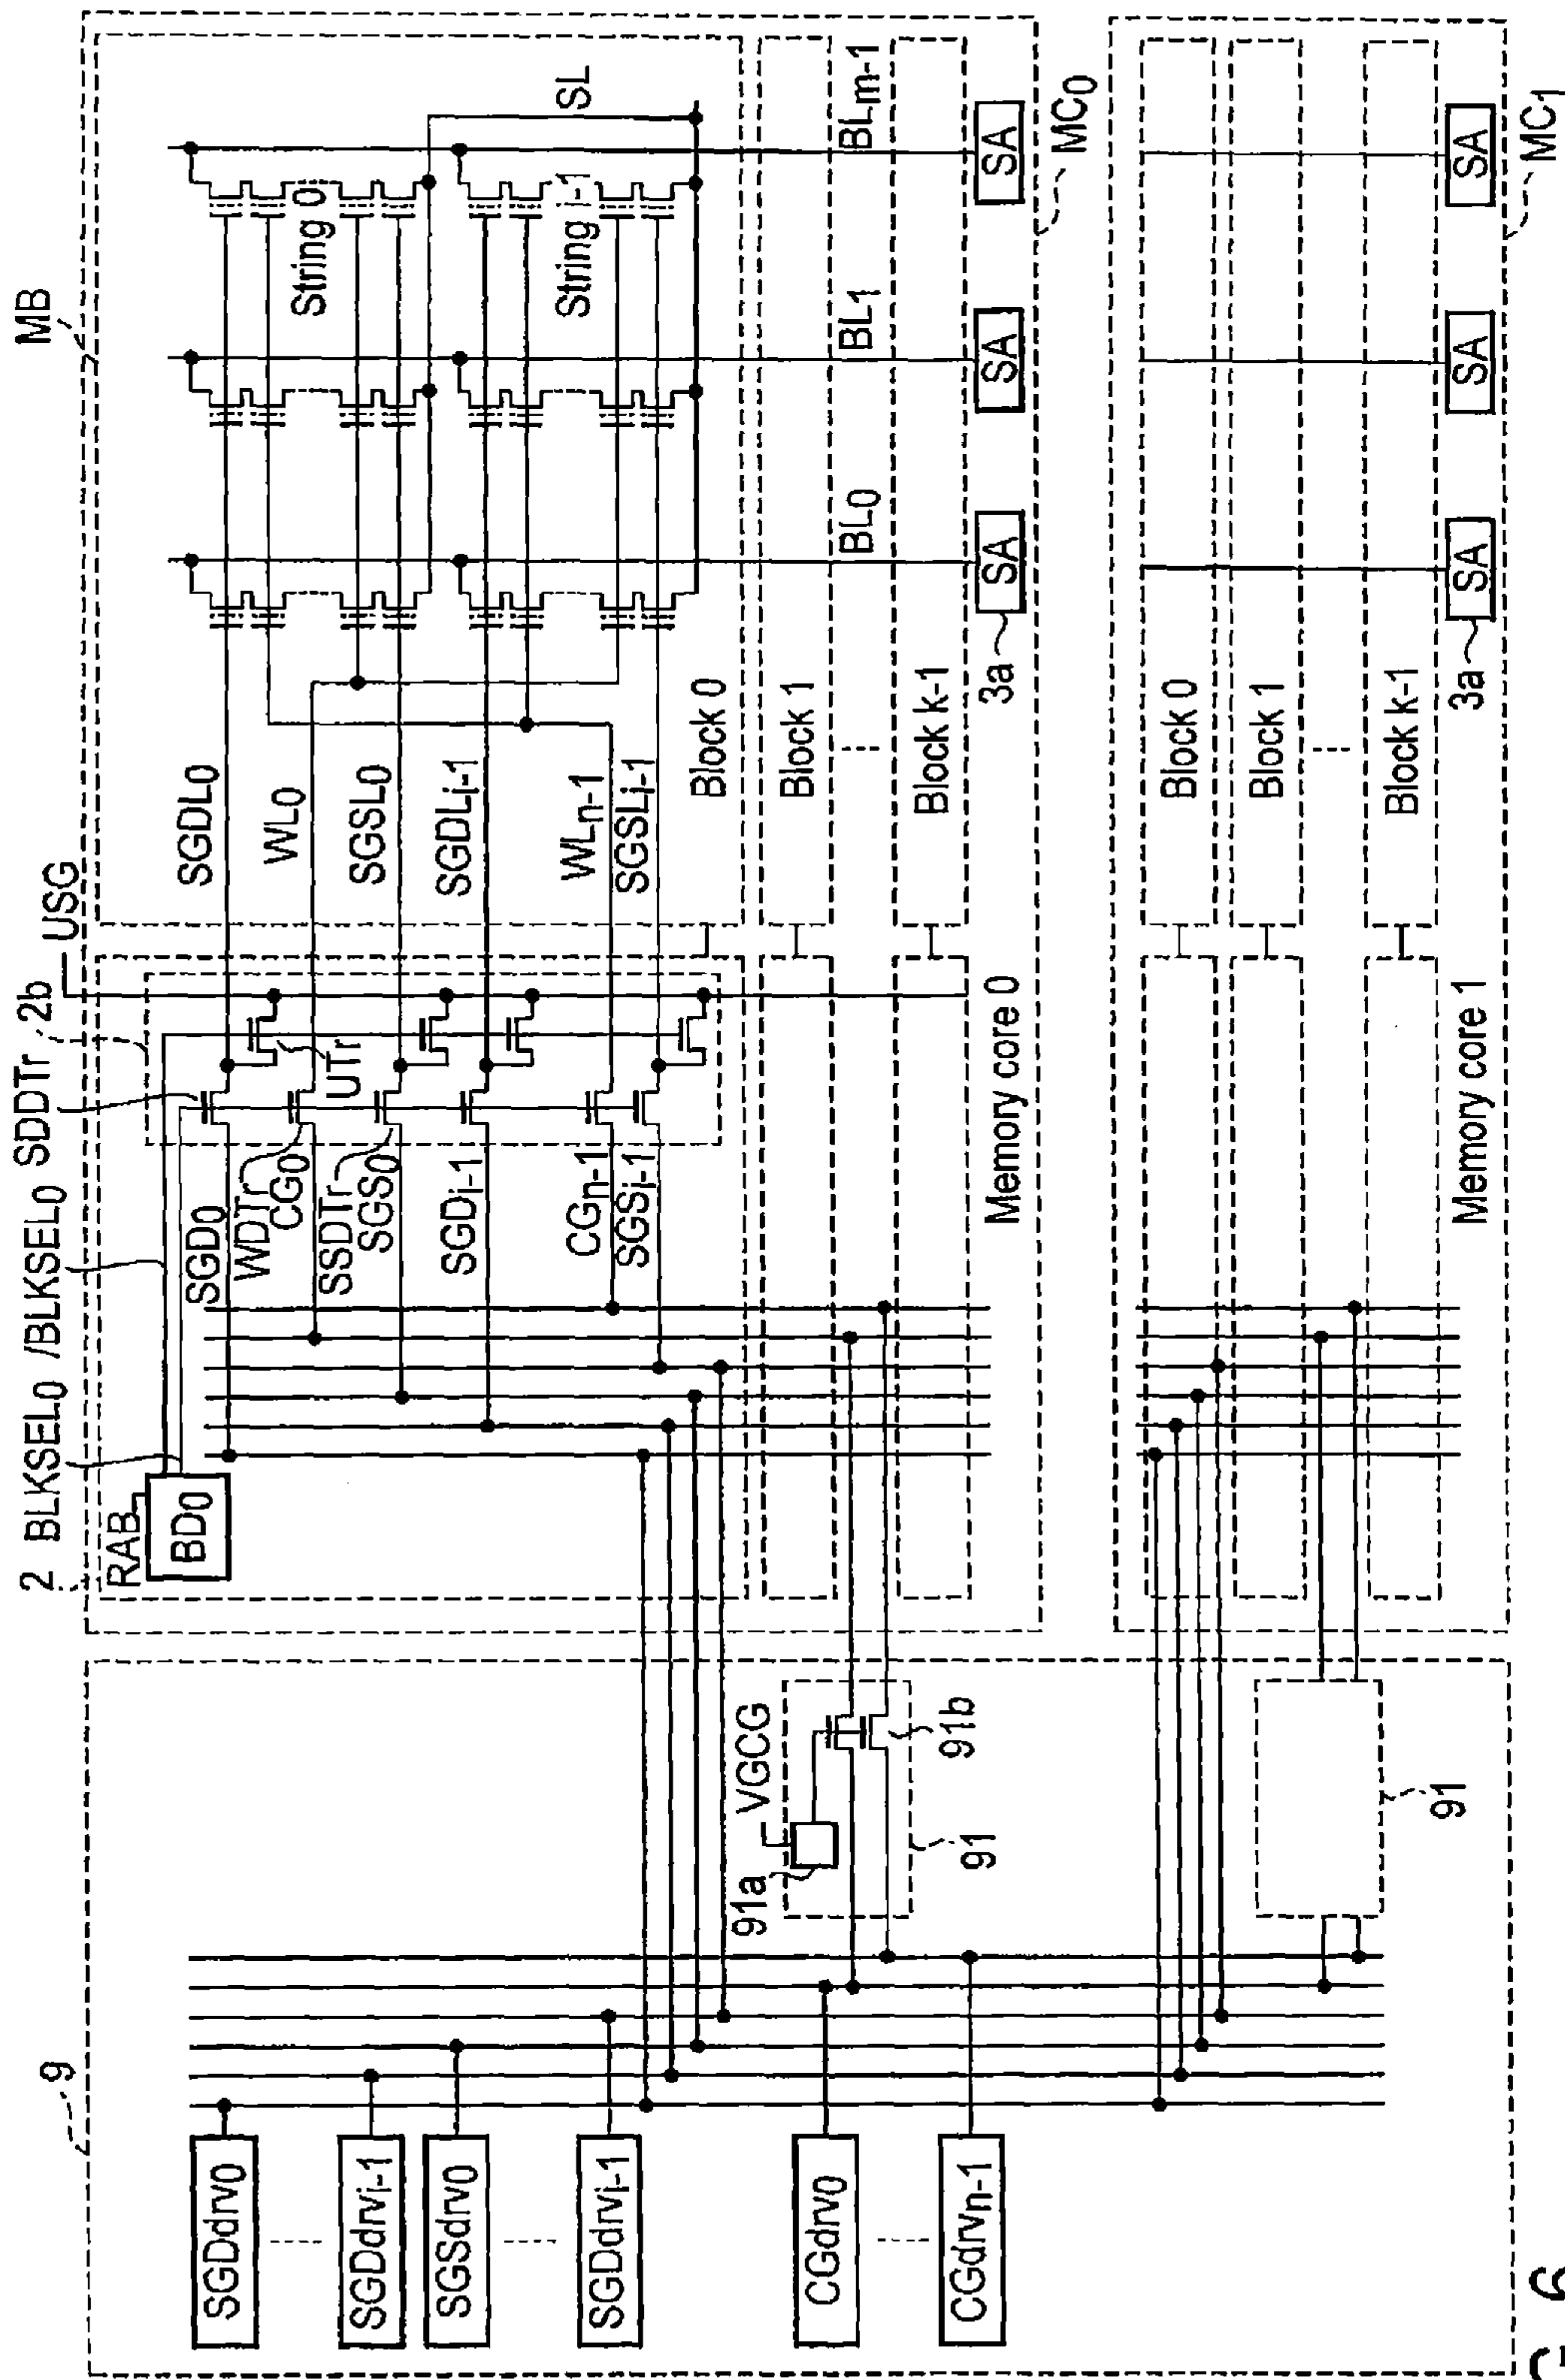 MB
USG
2b
SDDTr
/BLKSEL0
BLKSEL0
2
RAB
BD0
SGD0
WDTr
CG0
SSDTr
SGS0
SGDi-1
CGn-1
SGSi-1
UTr
SGDL0
WL0
SGSL0
SGDLi-1
WLn-1
SGSLi-1
String 0
String i-1
SL
Block 0
Block 1
Block k-1
BL0
BL1
BLm-1
3a
SA
SA
SA
MC0
Memory core 0
Block 0
Block 1
Block k-1
3a
SA
SA
SA
MC1
Memory core 1
9
SGDdrv0
SGDdrvi-1
SGSdrv0
SGDdrvi-1
CGdrv0
CGdrvn-1
91a
VGCG
91b
91
91